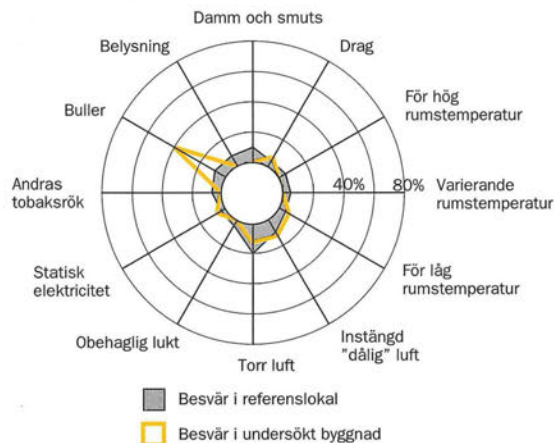 Damm och smuts
Belysning
Drag
Buller
För hög
rumstemperatur
Andras
tobaksrök
40%
80%
Varierande
rumstemperatur
Statisk
elektricitet
För låg
rumstemperatur
Obehaglig lukt
Instängd
"dålig" luft
Torr luft
Besvär i referenslokal
Besvär i undersökt byggnad